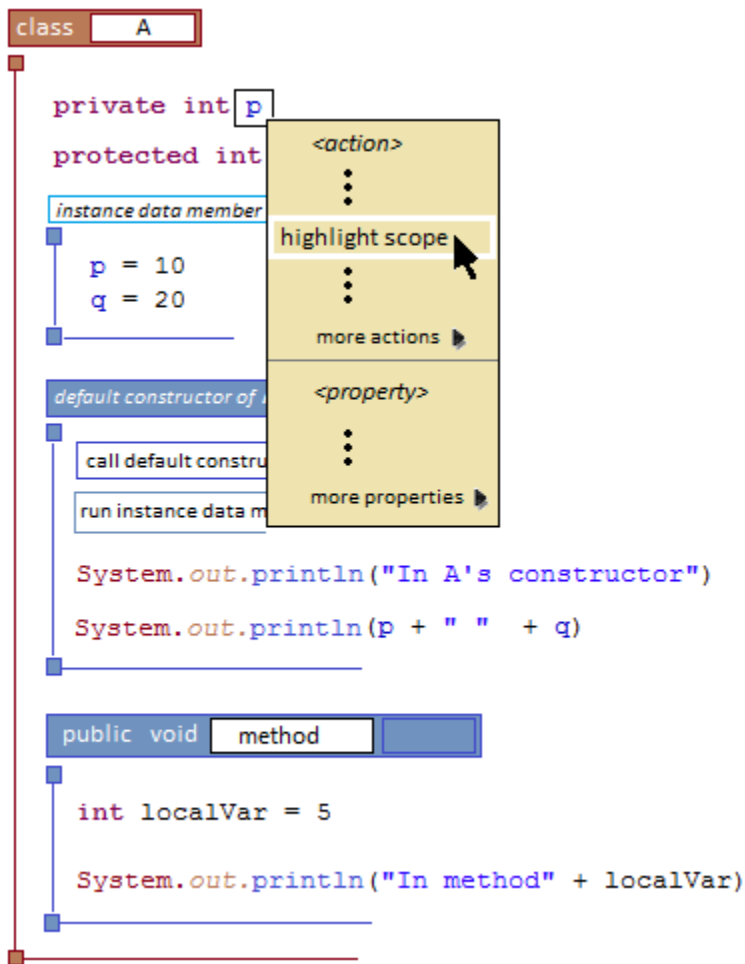 class A
private int p
protected int
<action>
instance data member
highlight scope
p = 10
q = 20
more actions
default constructor of
<property>
call default constru
run instance data m
more properties
System.out.println("In A's constructor")
System.out.println(p + " " + q)
public void method
int localVar = 5
System.out.println("In method" + localVar)